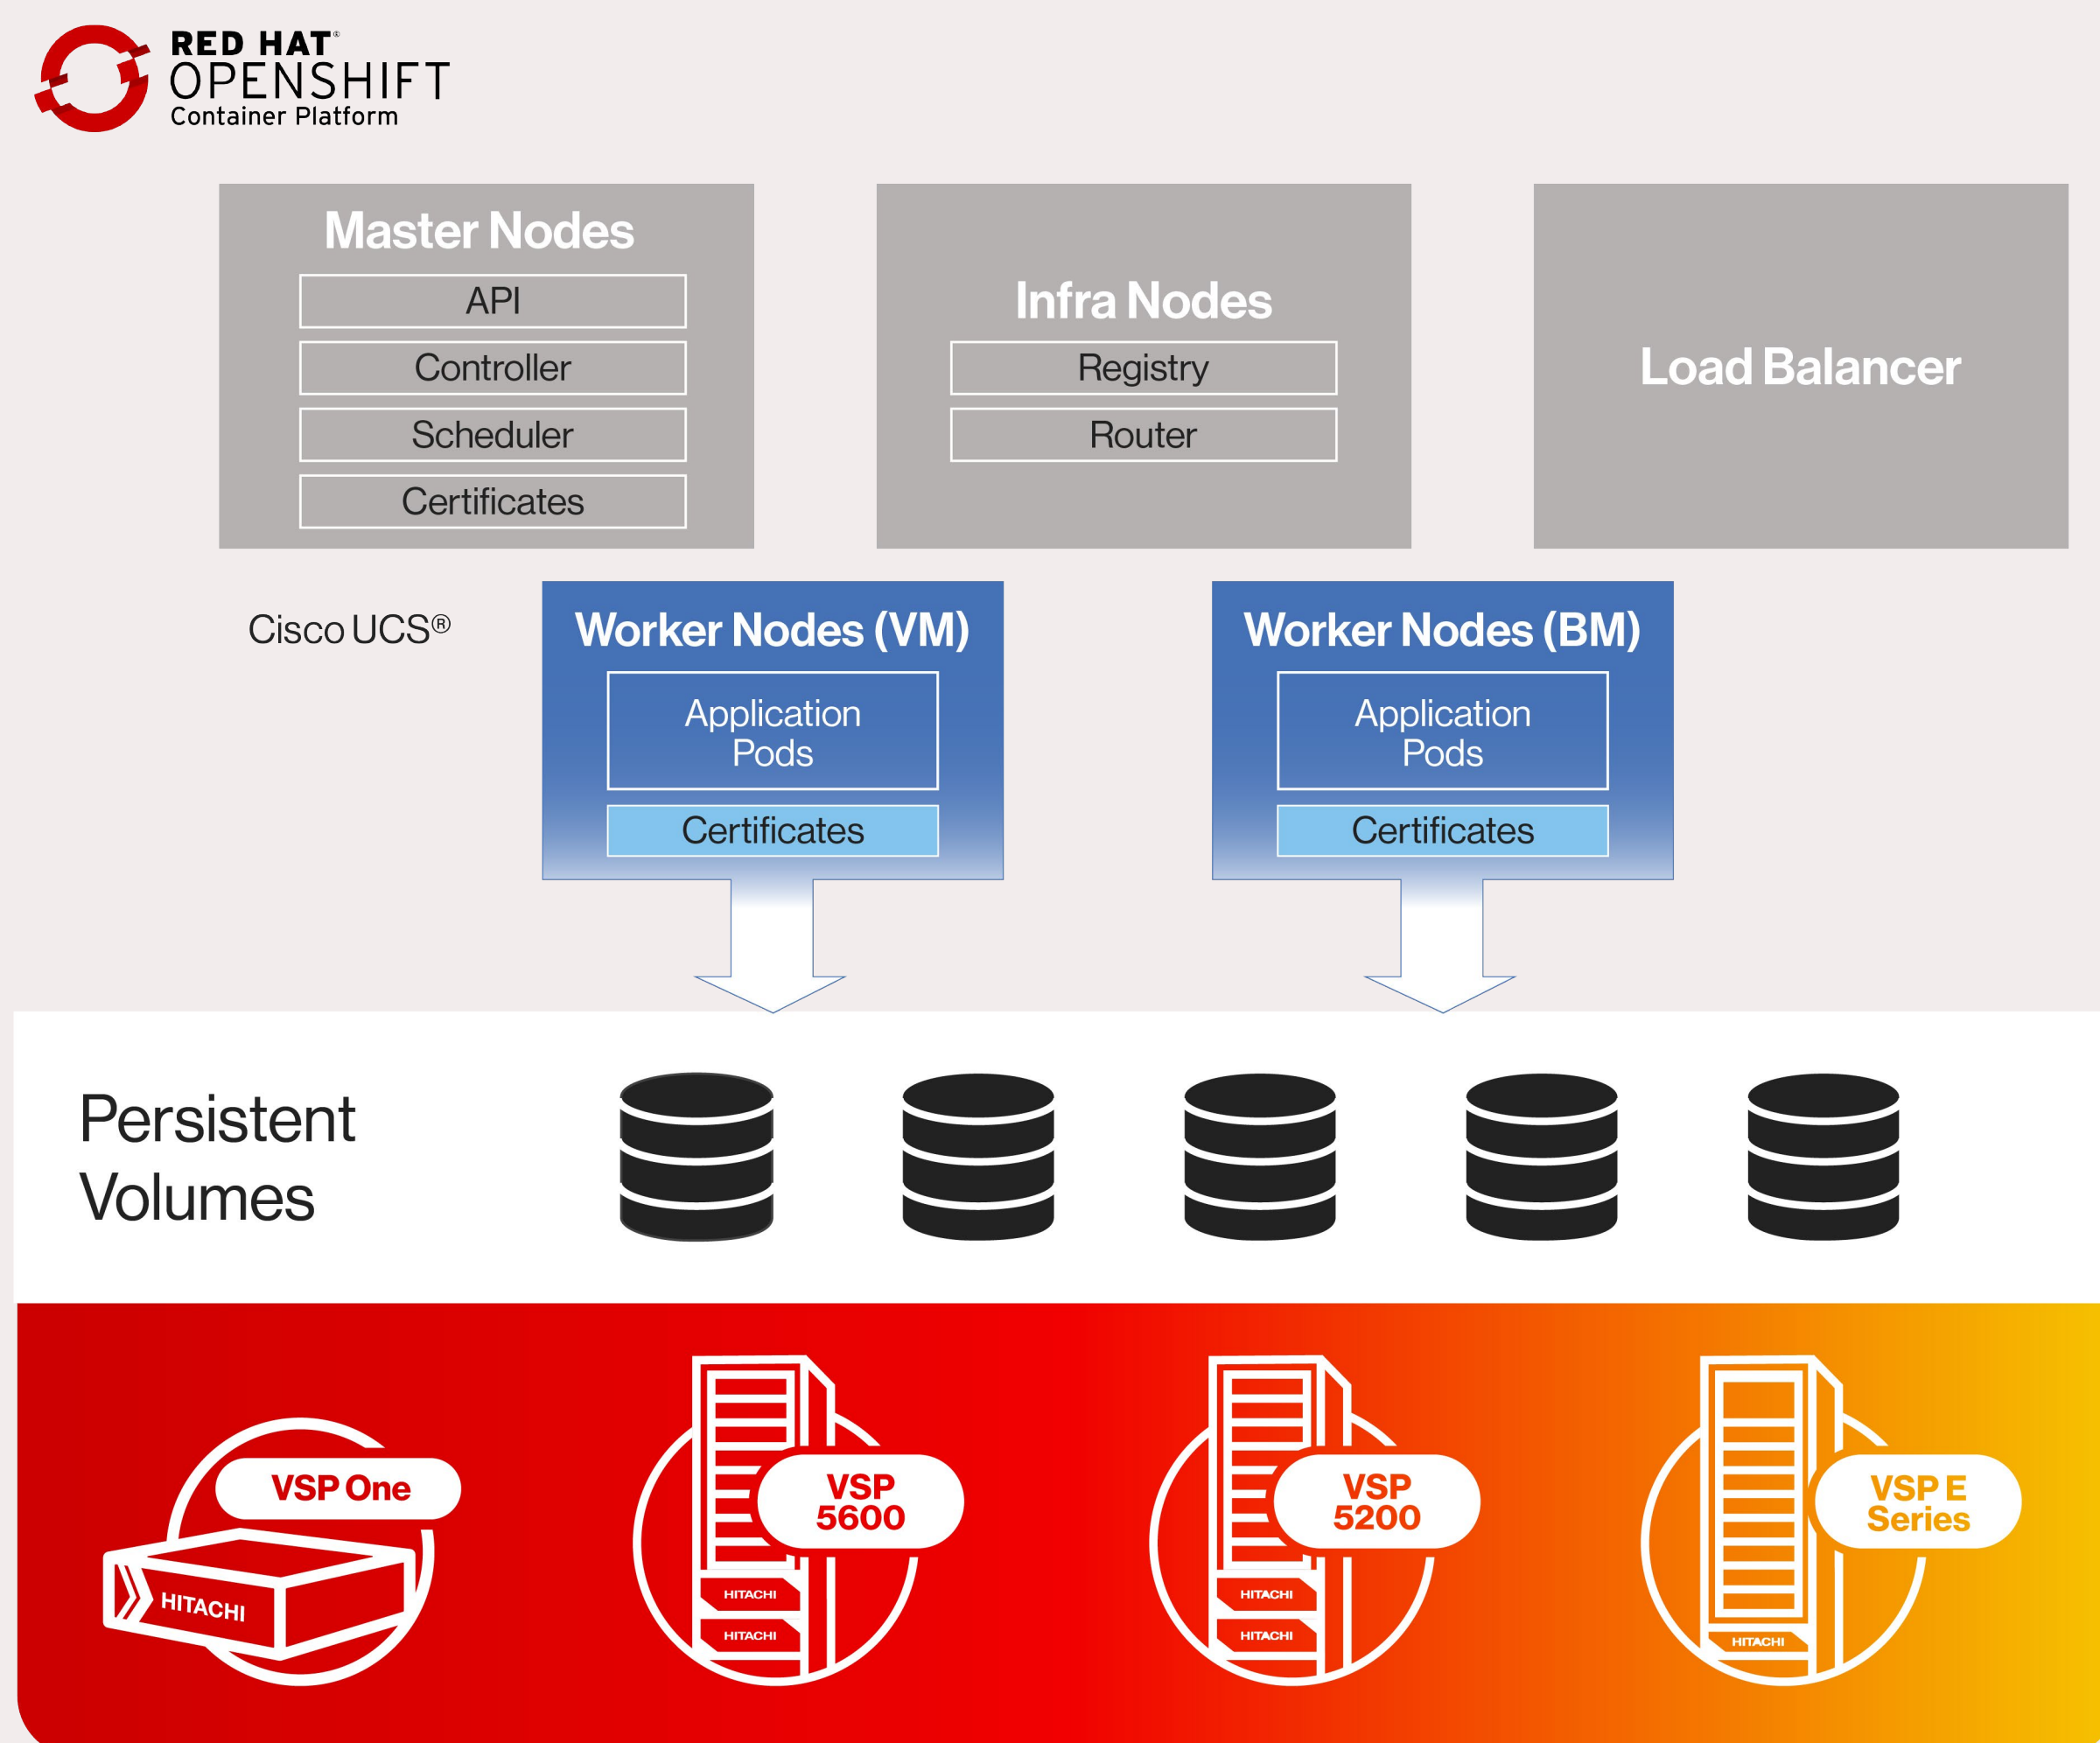 RED HAT®
OPENSHIFT
Container Platform
Master Nodes
API
Controller
Scheduler
Certificates
Infra Nodes
Registry
Router
Load Balancer
Cisco UCS®
Worker Nodes (VM)
Application
Pods
Certificates
Worker Nodes (BM)
Application
Pods
Certificates
Persistent
Volumes
VSP One
HITACHI
VSP
5600
HITACHI
HITACHI
VSP
5200
HITACHI
HITACHI
VSP E
Series
HITACHI